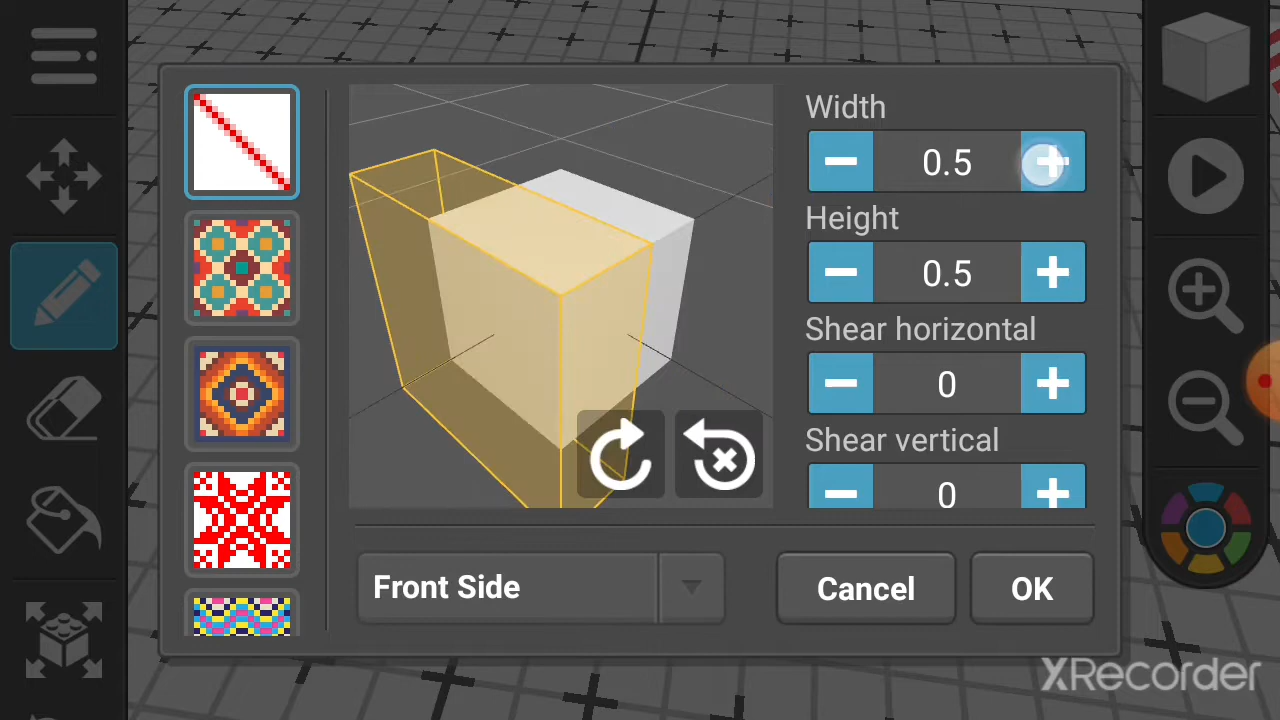 Width
0.5
Height
0.5
Shear horizontal
0
Shear vertical
0
Front Side
Cancel
OK
XRecorder